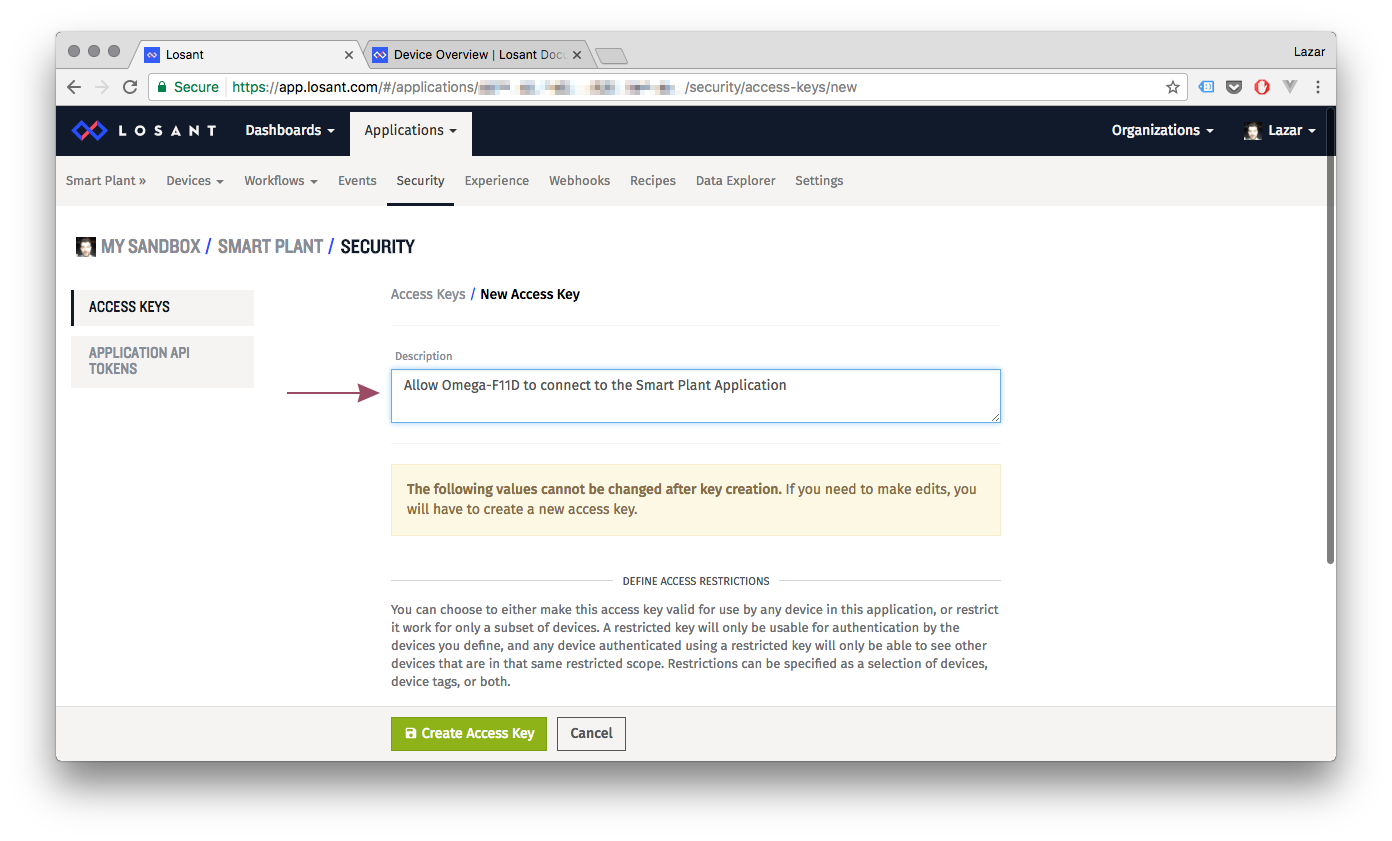 Losant
Device Overview | Losant Doc
Lazar
Secure https://app.losant.com/#/applications/ /security/access-keys/new
LOSANT Dashboards Applications Organizations Lazar
Smart Plant » Devices Workflows Events Security Experience Webhooks Recipes Data Explorer Settings
MY SANDBOX / SMART PLANT / SECURITY
ACCESS KEYS
APPLICATION API
TOKENS
Access Keys / New Access Key
Description
Allow Omega-F11D to connect to the Smart Plant Application
The following values cannot be changed after key creation. If you need to make edits, you
will have to create a new access key.
DEFINE ACCESS RESTRICTIONS
You can choose to either make this access key valid for use by any device in this application, or restrict
it work for only a subset of devices. A restricted key will only be usable for authentication by the
devices you define, and any device authenticated using a restricted key will only be able to see other
devices that are in that same restricted scope. Restrictions can be specified as a selection of devices,
device tags, or both.
Create Access Key Cancel